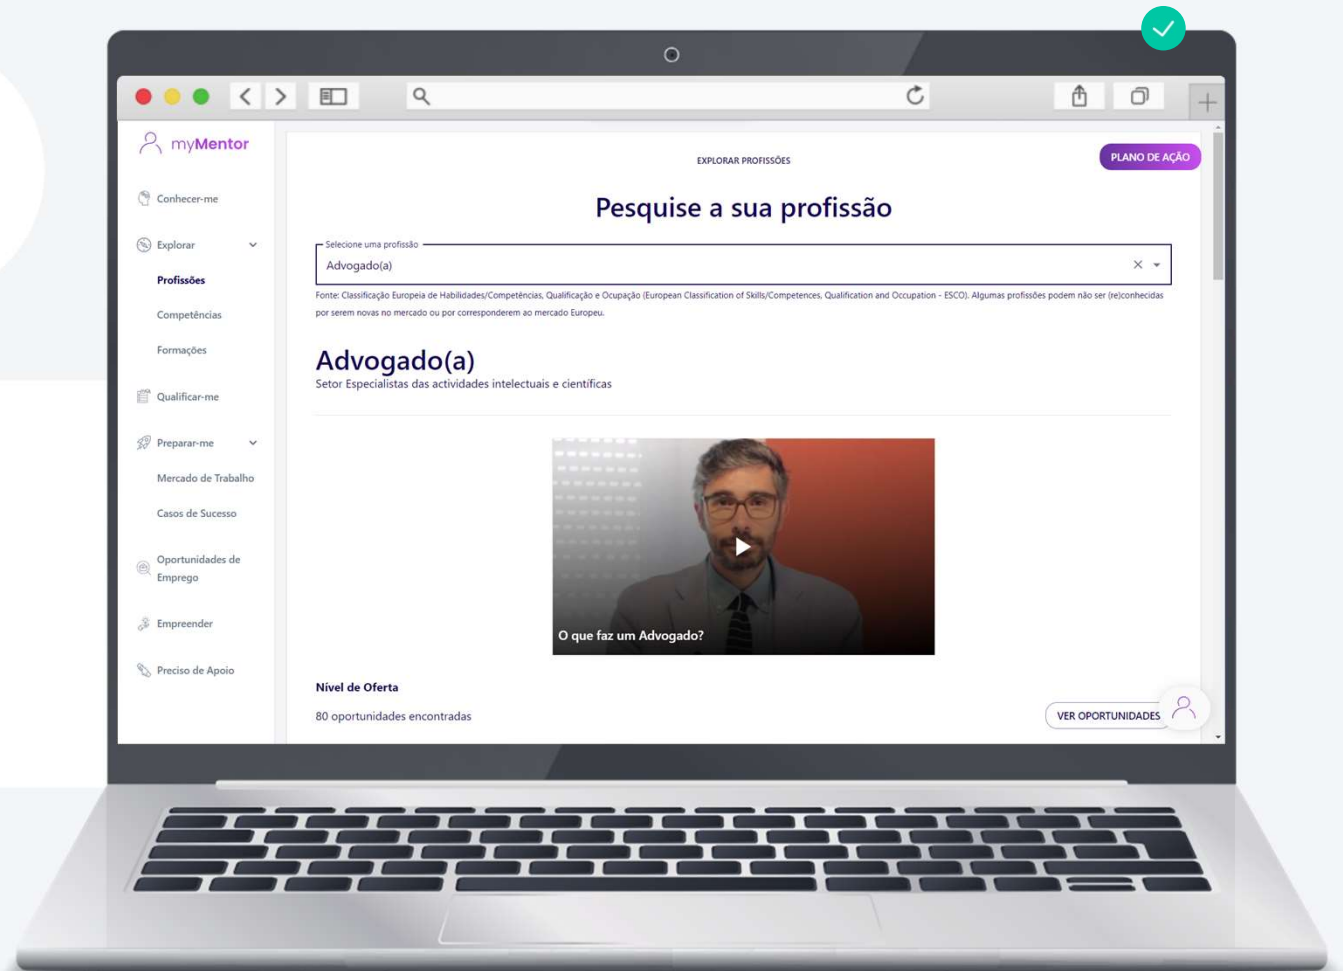 myMentor
Conhecer-me
Explorar
Profissões
Competências
Formações
Qualificar-me
Preparar-me
Mercado de Trabalho
Casos de Sucesso
Oportunidades de
Emprego
Empreender
Preciso de Apoio
EXPLORAR PROFISSÕES
PLANO DE AÇÃO
Pesquise a sua profissão
Selecione uma profissão
Advogado(a)
Fonte: Classificação Europeia de Habilidades/Competências, Qualificação e Ocupação (European Classification of Skills/Competences, Qualification and Occupation - ESCO). Algumas profissões podem não ser (re)conhecidas
por serem novas no mercado ou por corresponderem ao mercado Europeu.
Advogado(a)
Setor Especialistas das actividades intelectuais e científicas
O que faz um Advogado?
Nível de Oferta
80 oportunidades encontradas
VER OPORTUNIDADES